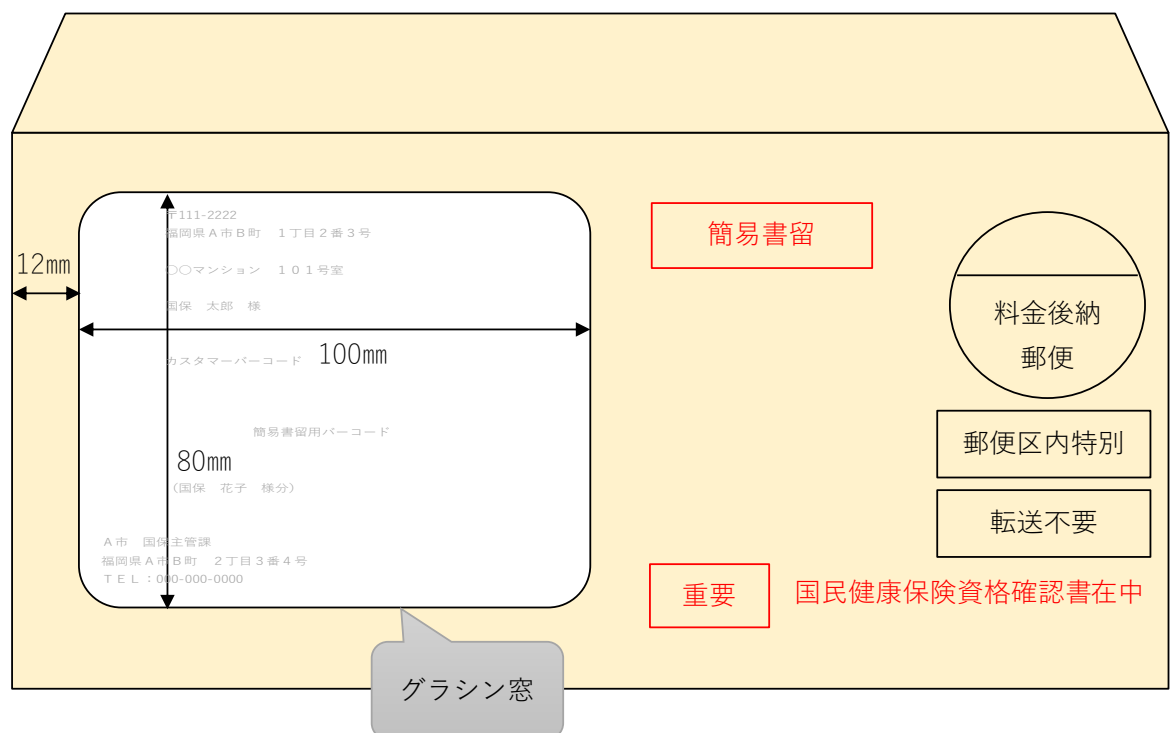 〒111-2222
福岡県A市B町　1丁目2番3号
○○マンション　101号室
国保　太郎　様
カスタマーバーコード
簡易書留用バーコード
(国保　花子　様分)
A市　国保主管課
福岡県A市B町　2丁目3番4号
TEL:000-000-0000
12mm
100mm
80mm
グラシン窓
簡易書留
重要
国民健康保険資格確認書在中
料金後納
郵便
郵便区内特別
転送不要